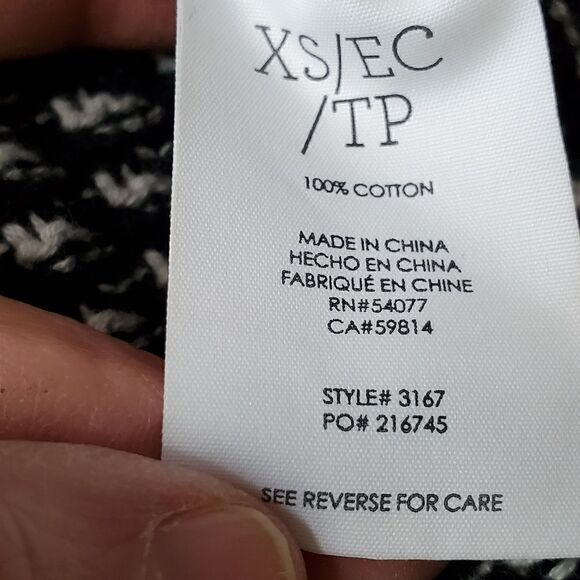 XS/EC
/TP
100% COTTON
MADE IN CHINA
HECHO EN CHINA
FABRIQUÉ EN CHINE
RN#54077
CA#59814
STYLE# 3167
PO# 216745
SEE REVERSE FOR CARE